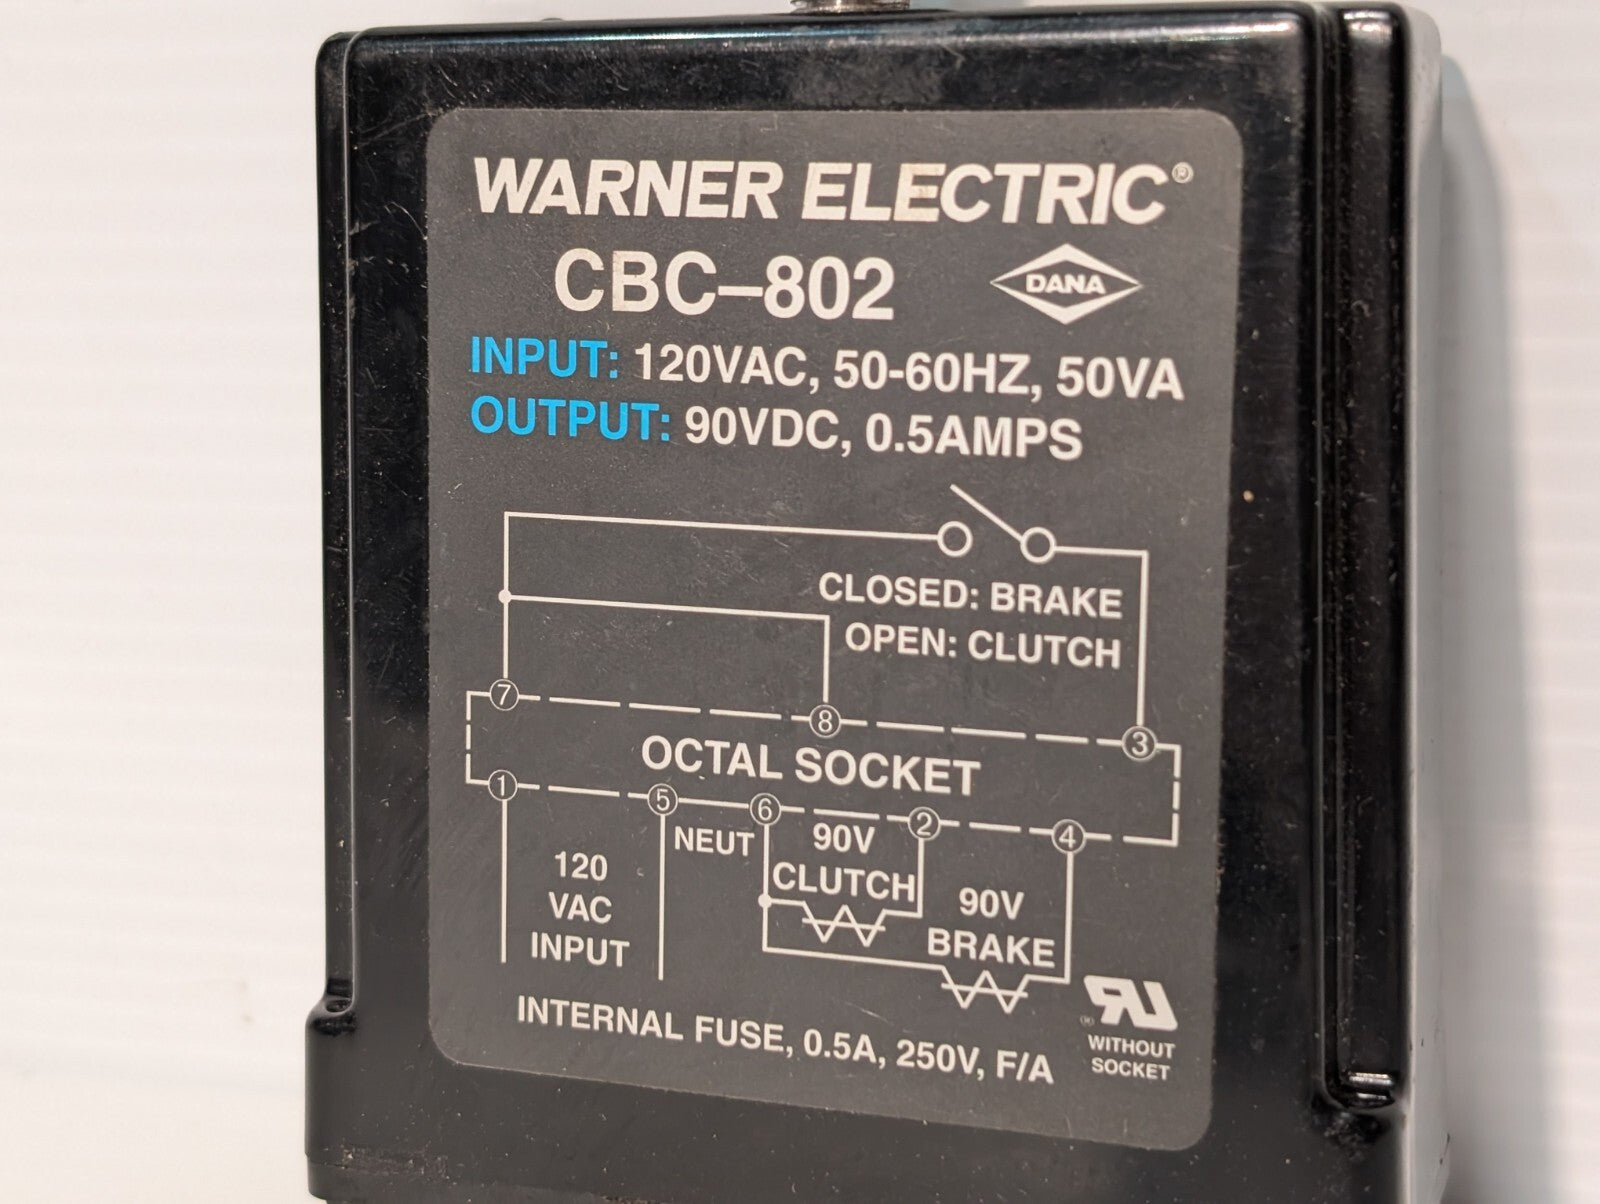 WARNER ELECTRIC®
CBC–802
DANA
INPUT: 120VAC, 50-60HZ, 50VA
OUTPUT: 90VDC, 0.5AMPS
CLOSED: BRAKE
OPEN: CLUTCH
7
8
3
OCTAL SOCKET
1
5
6
2
4
NEUT
90V
CLUTCH
120
VAC
INPUT
90V
BRAKE
INTERNAL FUSE, 0.5A, 250V, F/A
RU®
WITHOUT
SOCKET